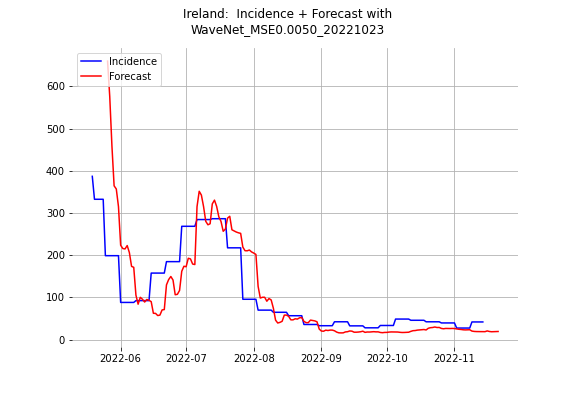 Ireland:  Incidence + Forecast with
WaveNet_MSE0.0050_20221023
Incidence
Forecast
600
500
400
300
200
100
0
2022-06 2022-07 2022-08 2022-09 2022-10 2022-11